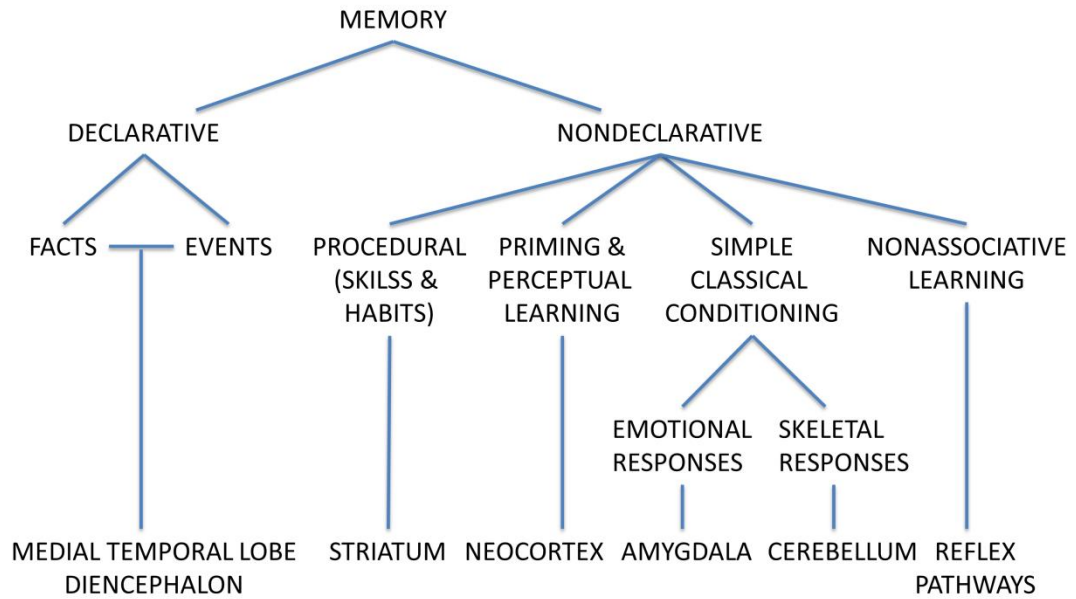 MEMORY
DECLARATIVE
NONDECLARATIVE
FACTS
EVENTS
PROCEDURAL
(SKILSS &
HABITS)
PRIMING &
PERCEPTUAL
LEARNING
SIMPLE
CLASSICAL
CONDITIONING
NONASSOCIATIVE
LEARNING
EMOTIONAL
RESPONSES
SKELETAL
RESPONSES
MEDIAL TEMPORAL LOBE
DIENCEPHALON
STRIATUM
NEOCORTEX
AMYGDALA
CEREBELLUM
REFLEX
PATHWAYS